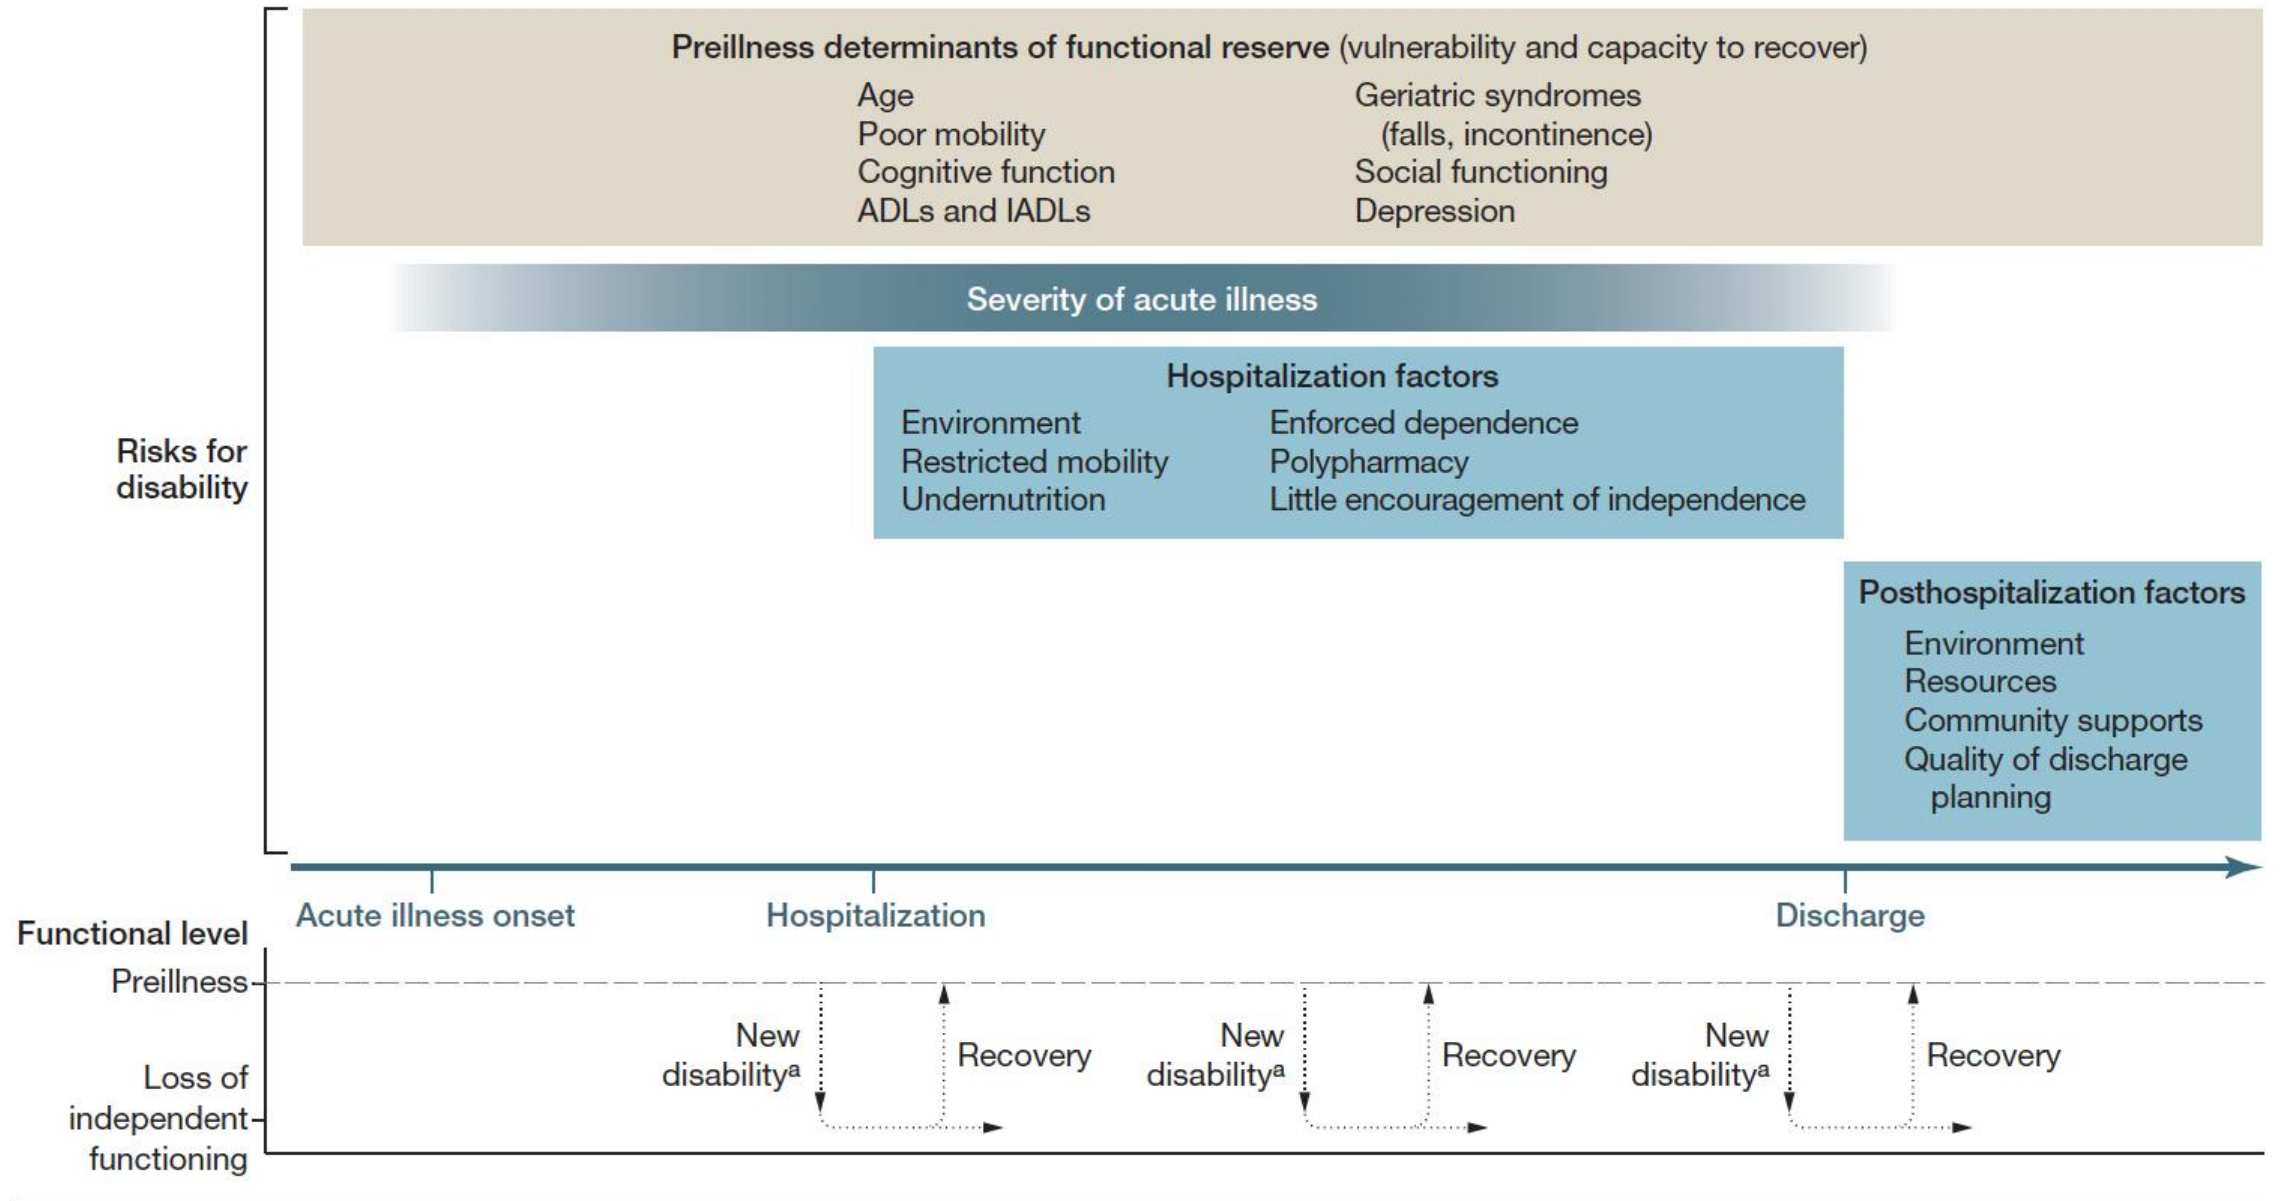 Preillness determinants of functional reserve (vulnerability and capacity to recover)
Age
Poor mobility
Cognitive function
ADLs and IADLs
Geriatric syndromes
(falls, incontinence)
Social functioning
Depression
Severity of acute illness
Hospitalization factors
Environment
Restricted mobility
Undernutrition
Enforced dependence
Polypharmacy
Little encouragement of independence
Risks for
disability
Posthospitalization factors
Environment
Resources
Community supports
Quality of discharge
planning
Acute illness onset
Hospitalization
Discharge
Functional level
Preillness
Loss of
independent
functioning
New
disabilityᵃ
Recovery
New
disabilityᵃ
Recovery
New
disabilityᵃ
Recovery